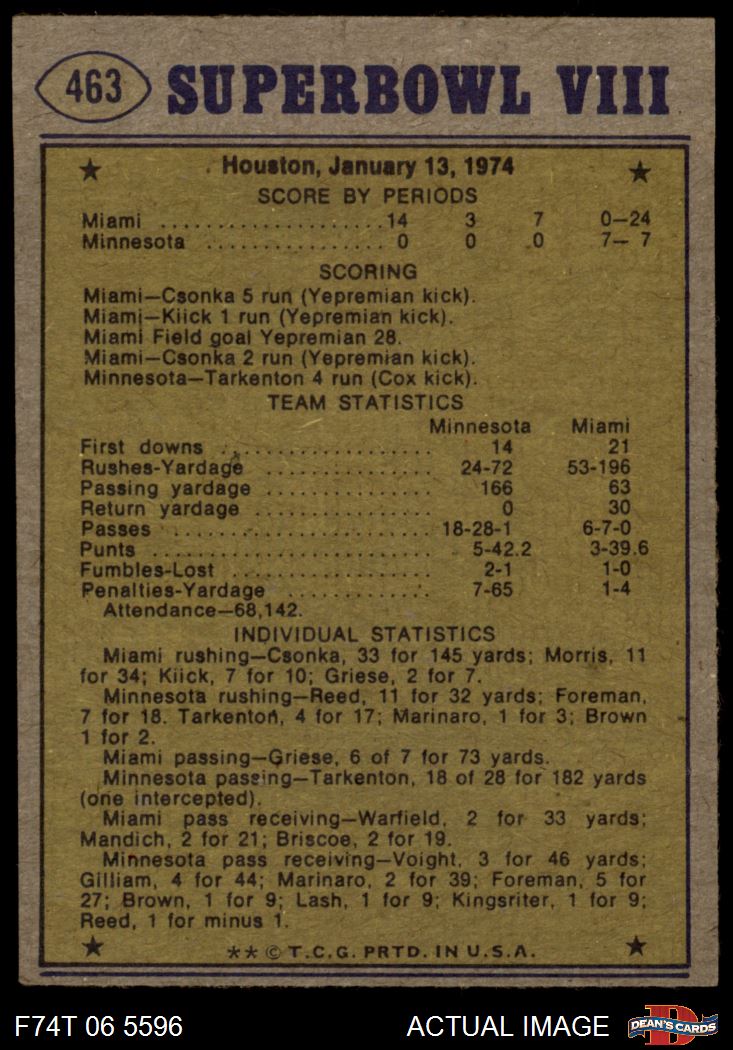 463 SUPERBOWL VIII
Houston, January 13, 1974
SCORE BY PERIODS
Miami .....................14 3 7 0—24
Minnesota .................. 0 0 0 7— 7
SCORING
Miami—Csonka 5 run (Yepremian kick).
Miami—Kiick 1 run (Yepremian kick).
Miami Field goal Yepremian 28.
Miami—Csonka 2 run (Yepremian kick).
Minnesota—Tarkenton 4 run (Cox kick).
TEAM STATISTICS
Minnesota Miami
First downs .................... 14 21
Rushes-Yardage ................ 24-72 53-196
Passing yardage ................ 166 63
Return yardage ................. 0 30
Passes ........................ 18-28-1 6-7-0
Punts .......................... 5-42.2 3-39.6
Fumbles-Lost ................... 2-1 1-0
Penalties-Yardage .............. 7-65 1-4
Attendance—68,142.
INDIVIDUAL STATISTICS
Miami rushing—Csonka, 33 for 145 yards; Morris, 11
for 34; Kiick, 7 for 10; Griese, 2 for 7.
Minnesota rushing—Reed, 11 for 32 yards; Foreman,
7 for 18. Tarkenton, 4 for 17; Marinaro, 1 for 3; Brown
1 for 2.
Miami passing—Griese, 6 of 7 for 73 yards.
Minnesota passing—Tarkenton, 18 of 28 for 182 yards
(one intercepted).
Miami pass receiving—Warfield, 2 for 33 yards;
Mandich, 2 for 21; Briscoe, 2 for 19.
Minnesota pass receiving—Voight, 3 for 46 yards;
Gilliam, 4 for 44; Marinaro, 2 for 39; Foreman, 5 for
27; Brown, 1 for 9; Lash, 1 for 9; Kingsriter, 1 for 9;
Reed, 1 for minus 1.
** © T.C.G. PRTD. IN U.S.A.
F74T 06 5596 ACTUAL IMAGE DEAN'S CARDS